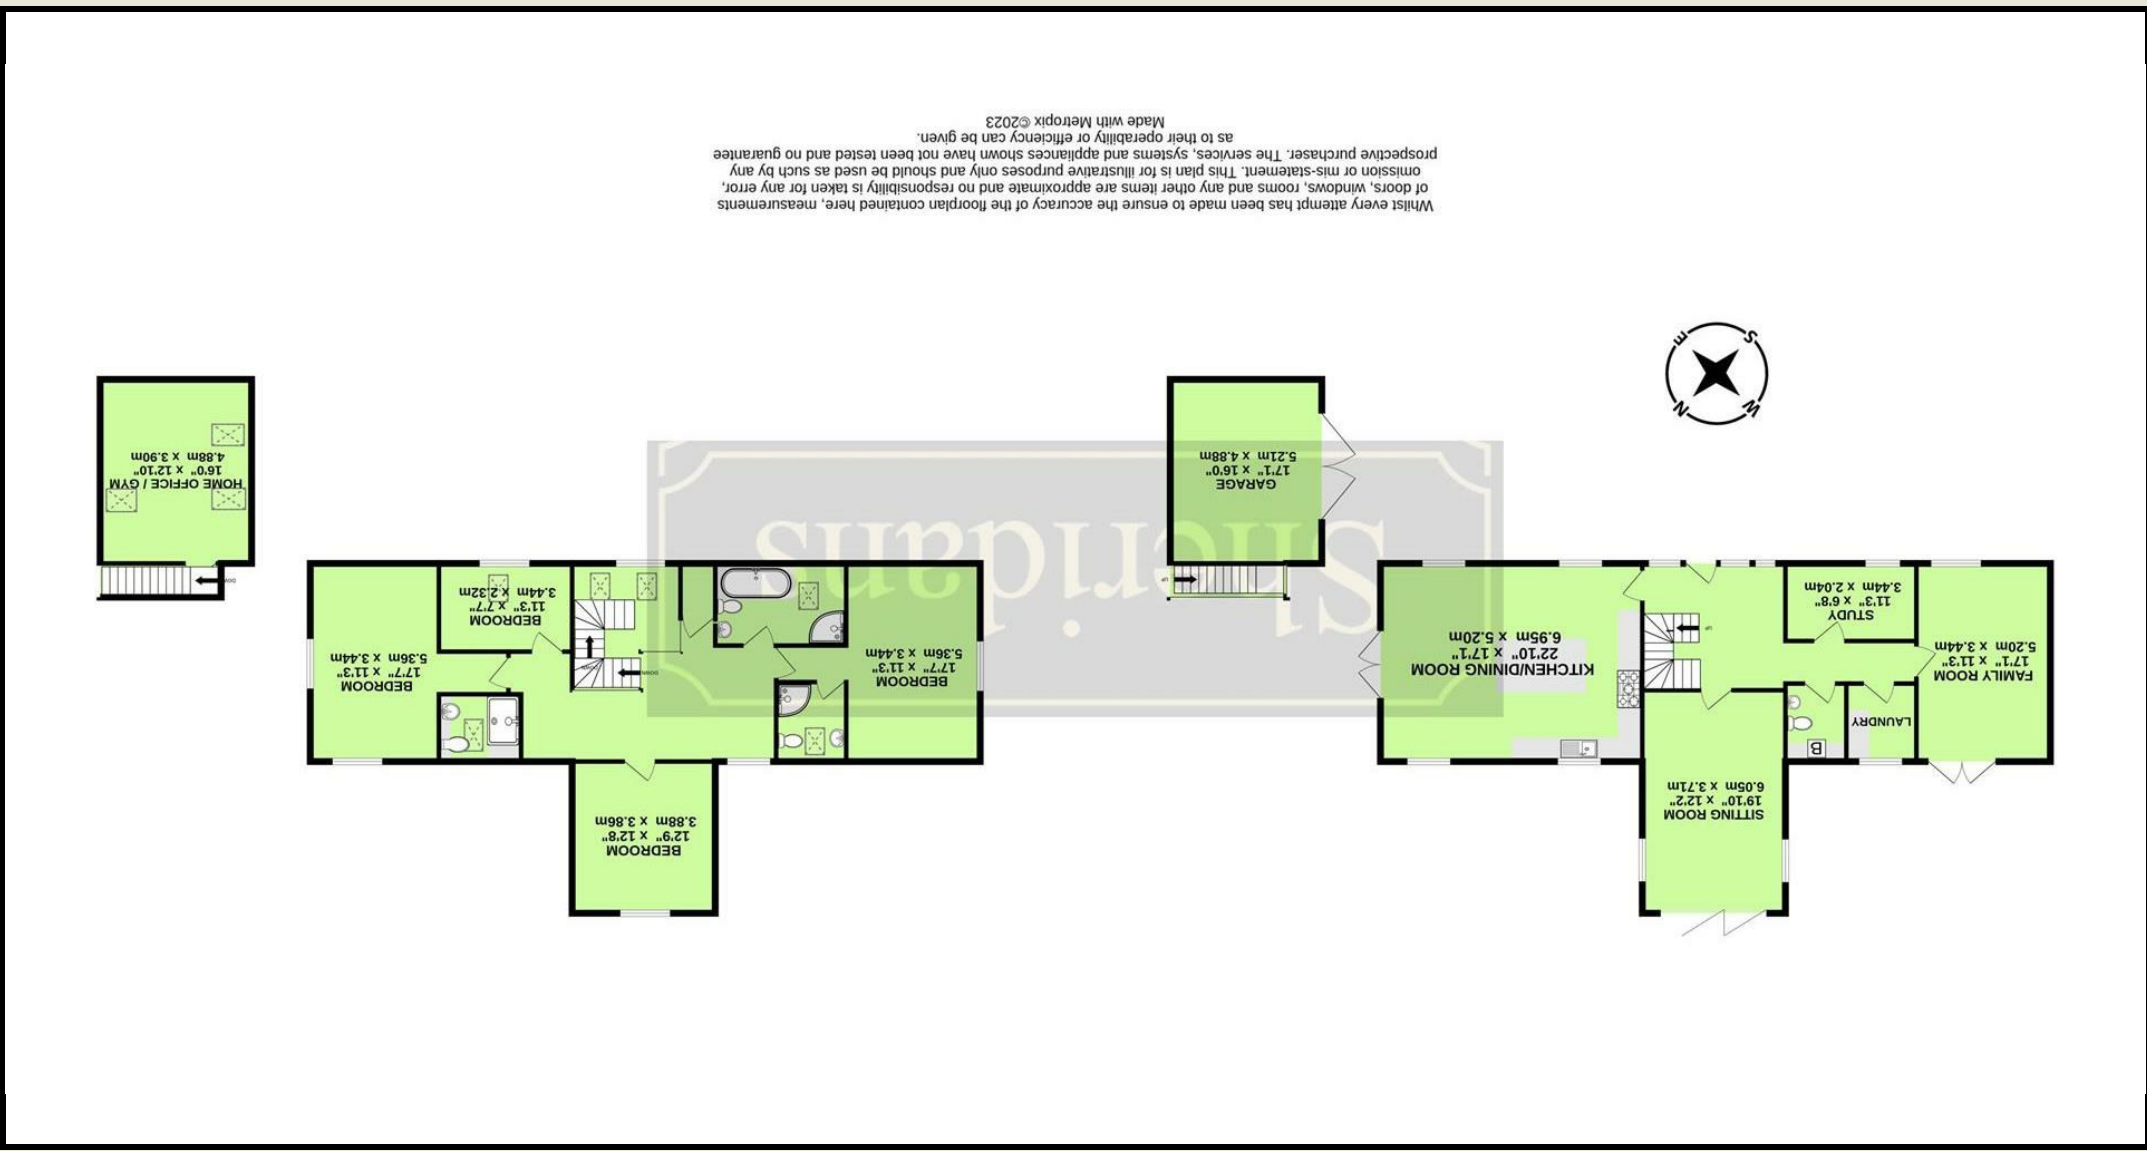 FAMILY ROOM
17'1" x 11'3"
5.20m x 3.44m
STUDY
11'3" x 6'8"
3.44m x 2.04m
LAUNDRY
B
SITTING ROOM
19'10" x 12'2"
6.05m x 3.71m
UP
KITCHEN/DINING ROOM
22'10" x 17'1"
6.95m x 5.20m
N
E
S
W
GARAGE
17'1" x 16'0"
5.21m x 4.88m
UP
Sheridans
BEDROOM
17'7" x 11'3"
5.36m x 3.44m
BEDROOM
12'9" x 12'8"
3.88m x 3.86m
DOWN
DOWN
BEDROOM
11'3" x 7'7"
3.44m x 2.32m
BEDROOM
17'7" x 11'3"
5.36m x 3.44m
HOME OFFICE / GYM
16'0" x 12'10"
4.88m x 3.90m
DOWN
Whilst every attempt has been made to ensure the accuracy of the floorplan contained here, measurements
of doors, windows, rooms and any other items are approximate and no responsibility is taken for any error,
omission or mis-statement. This plan is for illustrative purposes only and should be used as such by any
prospective purchaser. The services, systems and appliances shown have not been tested and no guarantee
as to their operability or efficiency can be given.
Made with Metropix ©2023